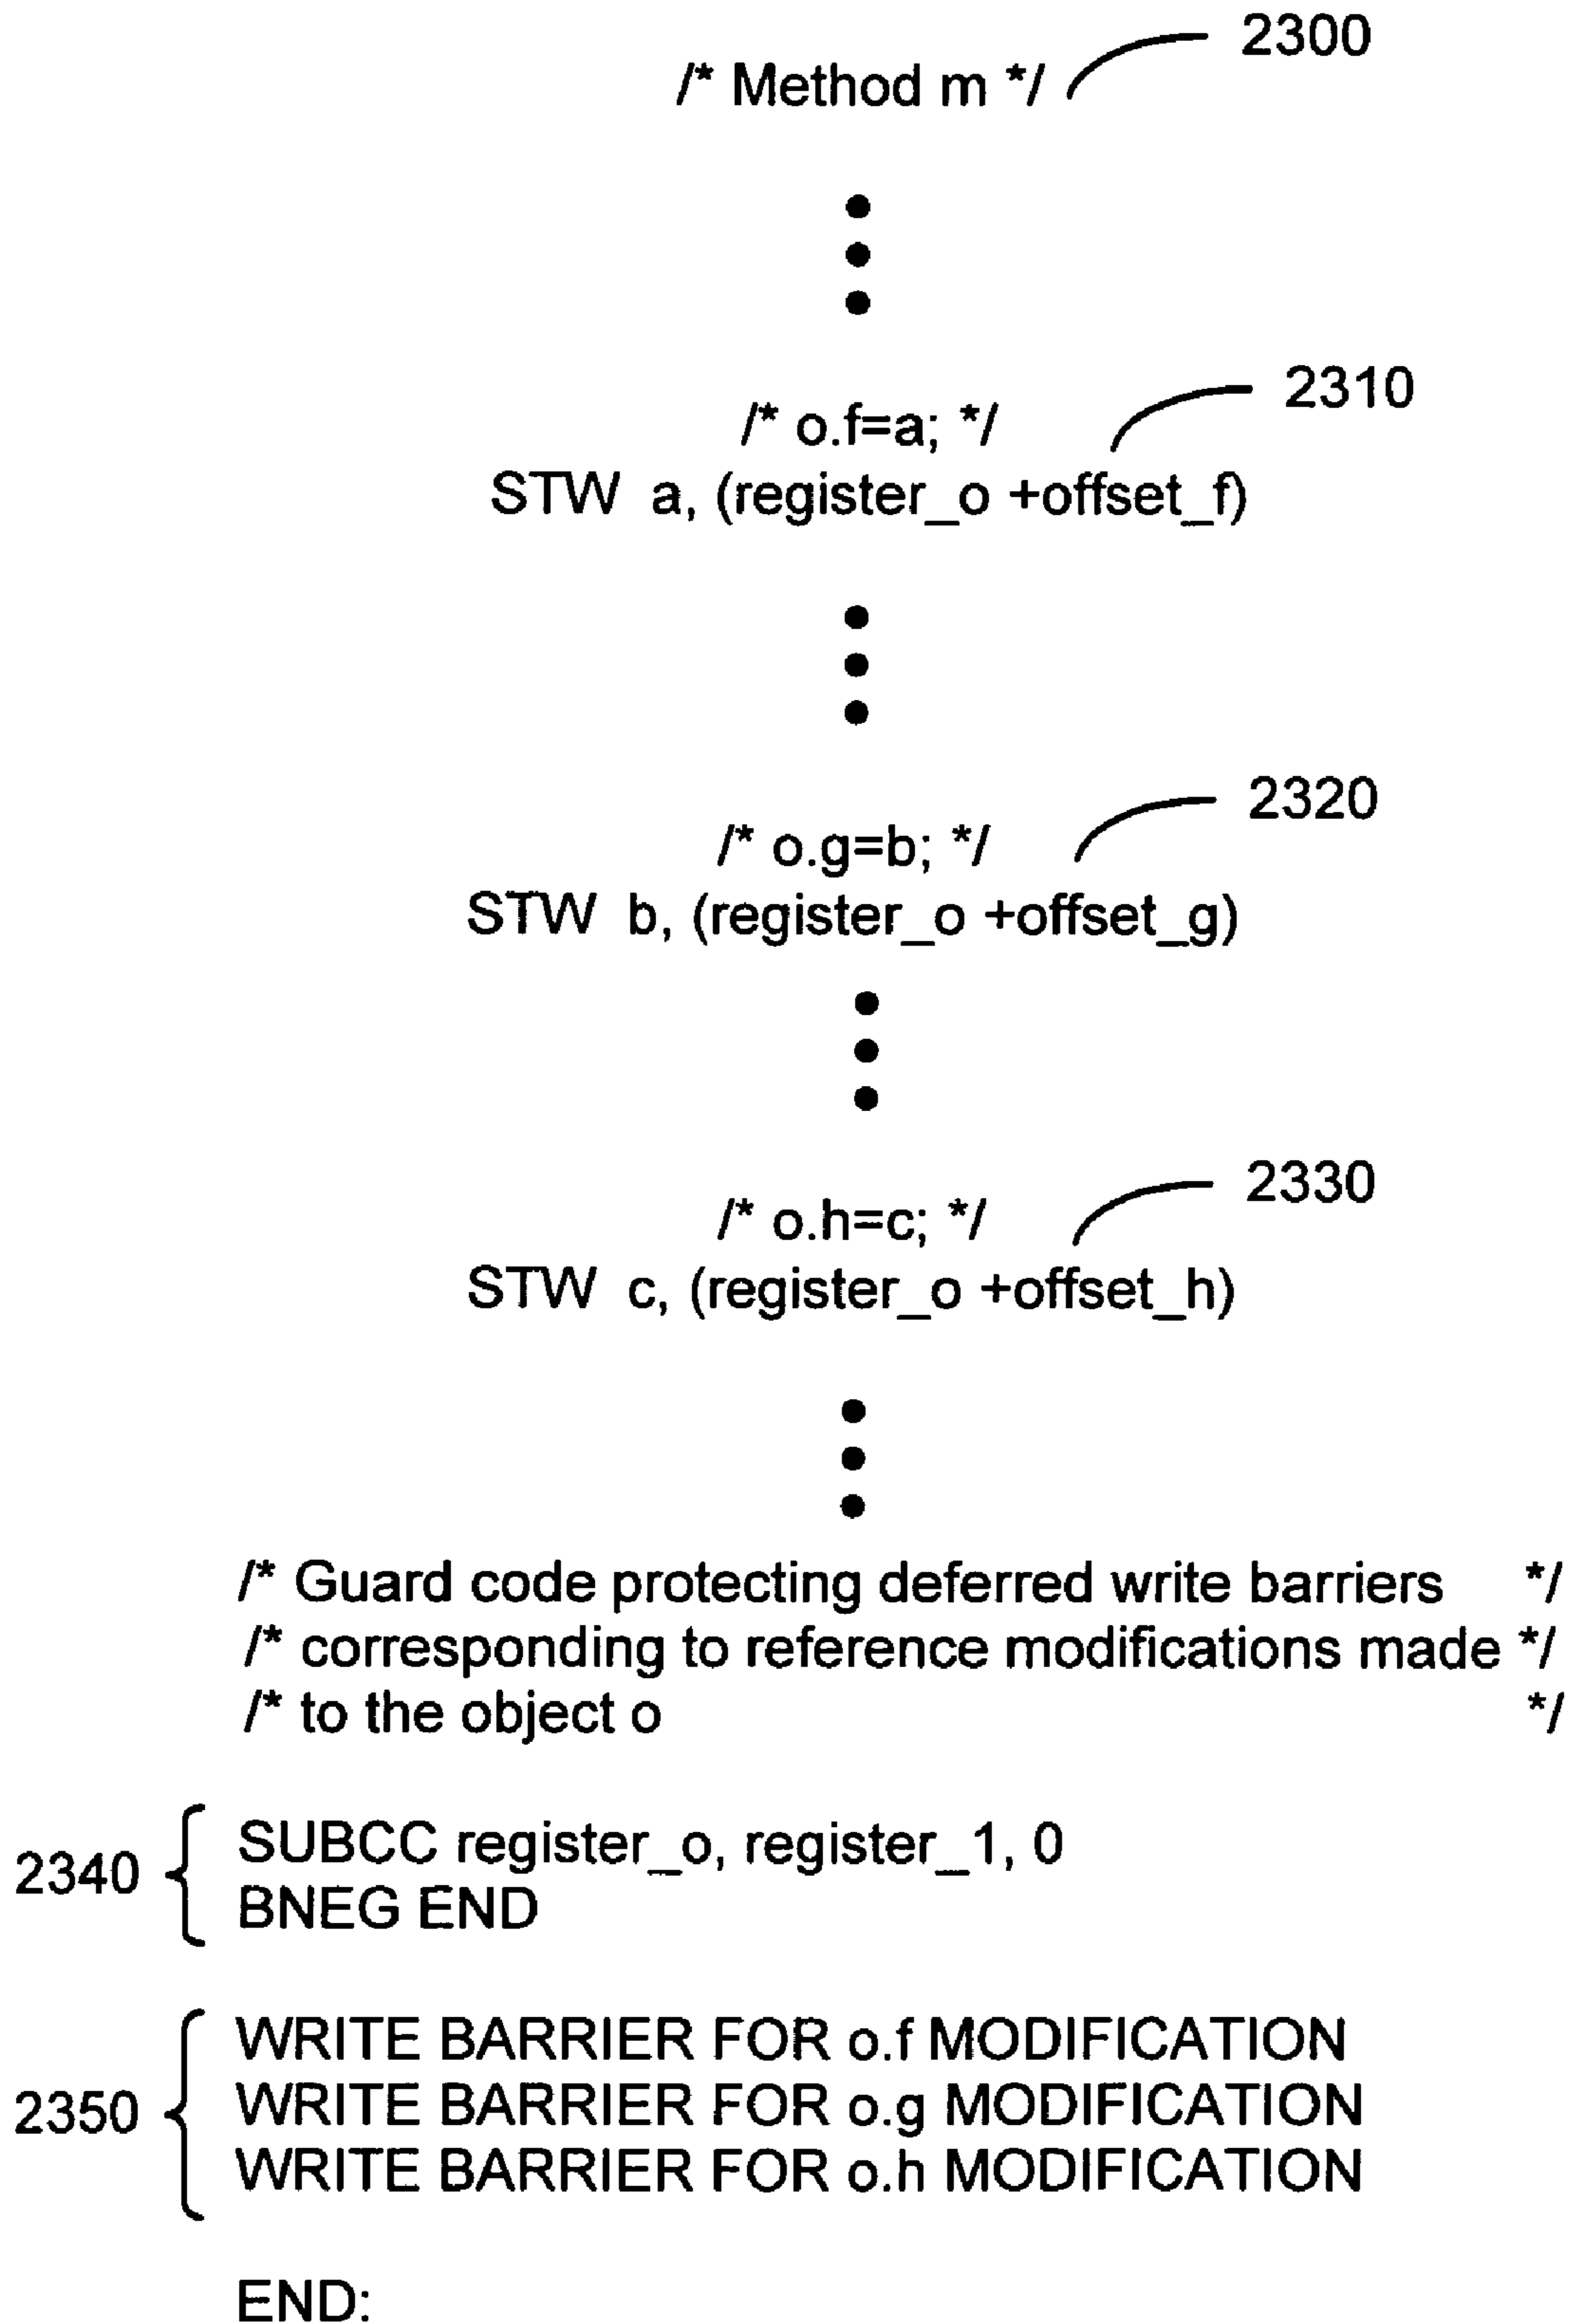 2300
/* Method m */
2310
/* o.f=a; */
STW a, (register_o +offset_f)
2320
/* o.g=b; */
STW b, (register_o +offset_g)
2330
/* o.h=c; */
STW c, (register_o +offset_h)
/* Guard code protecting deferred write barriers */
/* corresponding to reference modifications made */
/* to the object o */
2340
SUBCC register_o, register_1, 0
BNEG END
2350
WRITE BARRIER FOR o.f MODIFICATION
WRITE BARRIER FOR o.g MODIFICATION
WRITE BARRIER FOR o.h MODIFICATION
END: